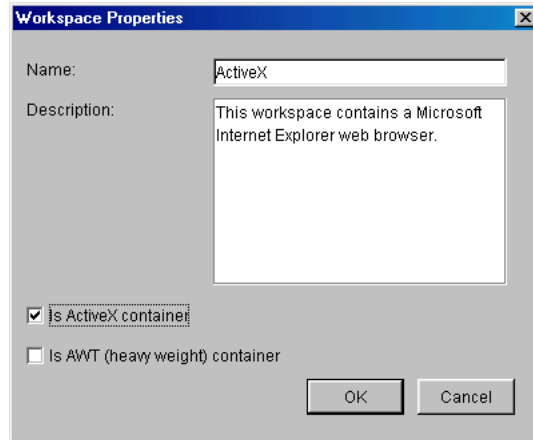 Workspace Properties
Name:
ActiveX
Description:
This workspace contains a Microsoft
Internet Explorer web browser.
Is ActiveX container
Is AWT (heavy weight) container
OK
Cancel